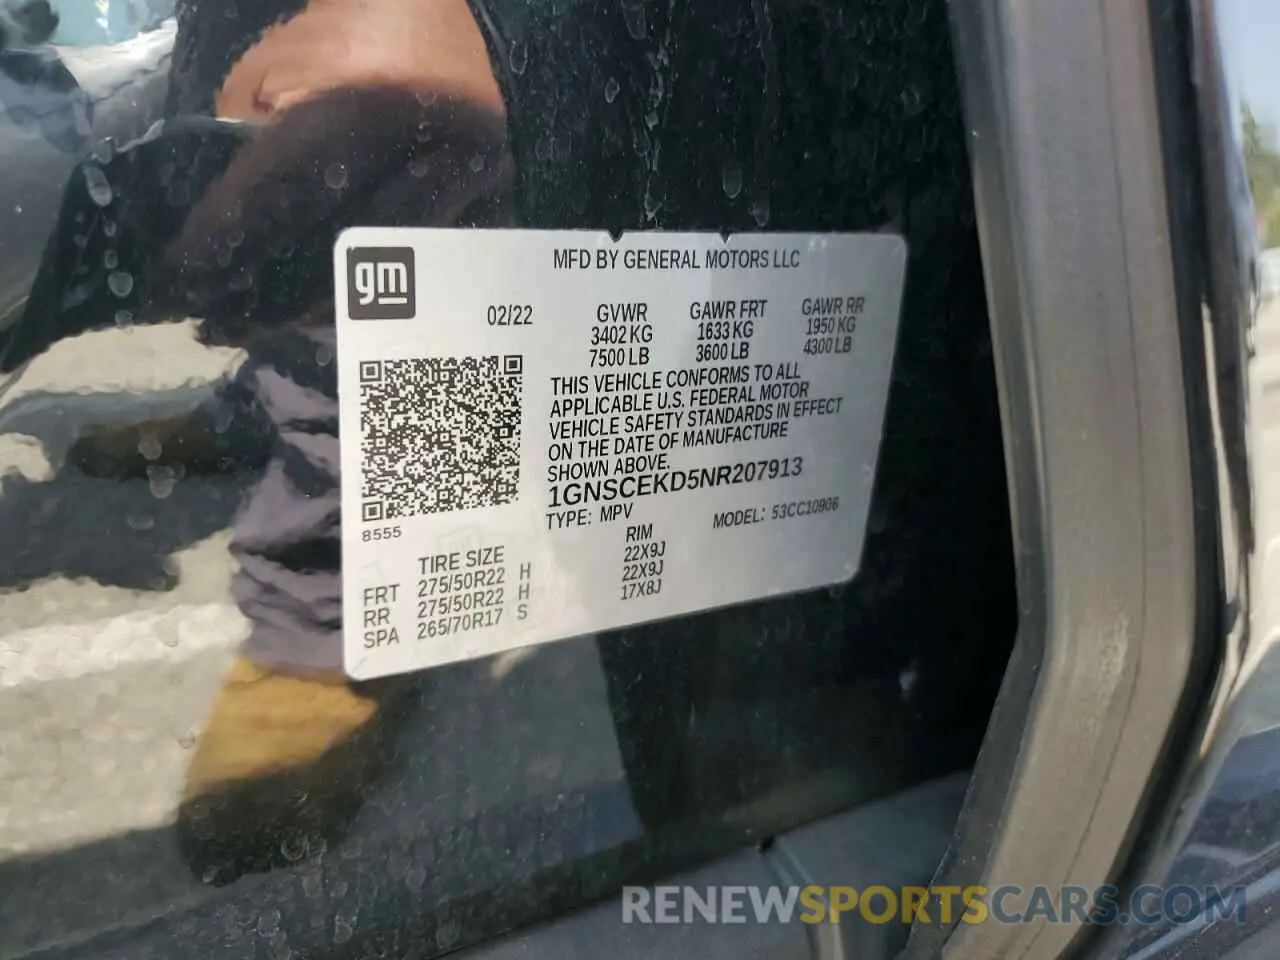 gm
MFD BY GENERAL MOTORS LLC
02/22 GVWR GAWR FRT GAWR RR
3402 KG 1633 KG 1950 KG
7500 LB 3600 LB 4300 LB
THIS VEHICLE CONFORMS TO ALL
APPLICABLE U.S. FEDERAL MOTOR
VEHICLE SAFETY STANDARDS IN EFFECT
ON THE DATE OF MANUFACTURE
SHOWN ABOVE.
1GNSCEKD5NR207913
TYPE: MPV MODEL: 53CC10906
8555
TIRE SIZE RIM
FRT 275/50R22 H 22X9J
RR 275/50R22 H 22X9J
SPA 265/70R17 S 17X8J
RENEWSPORTSCARS.COM